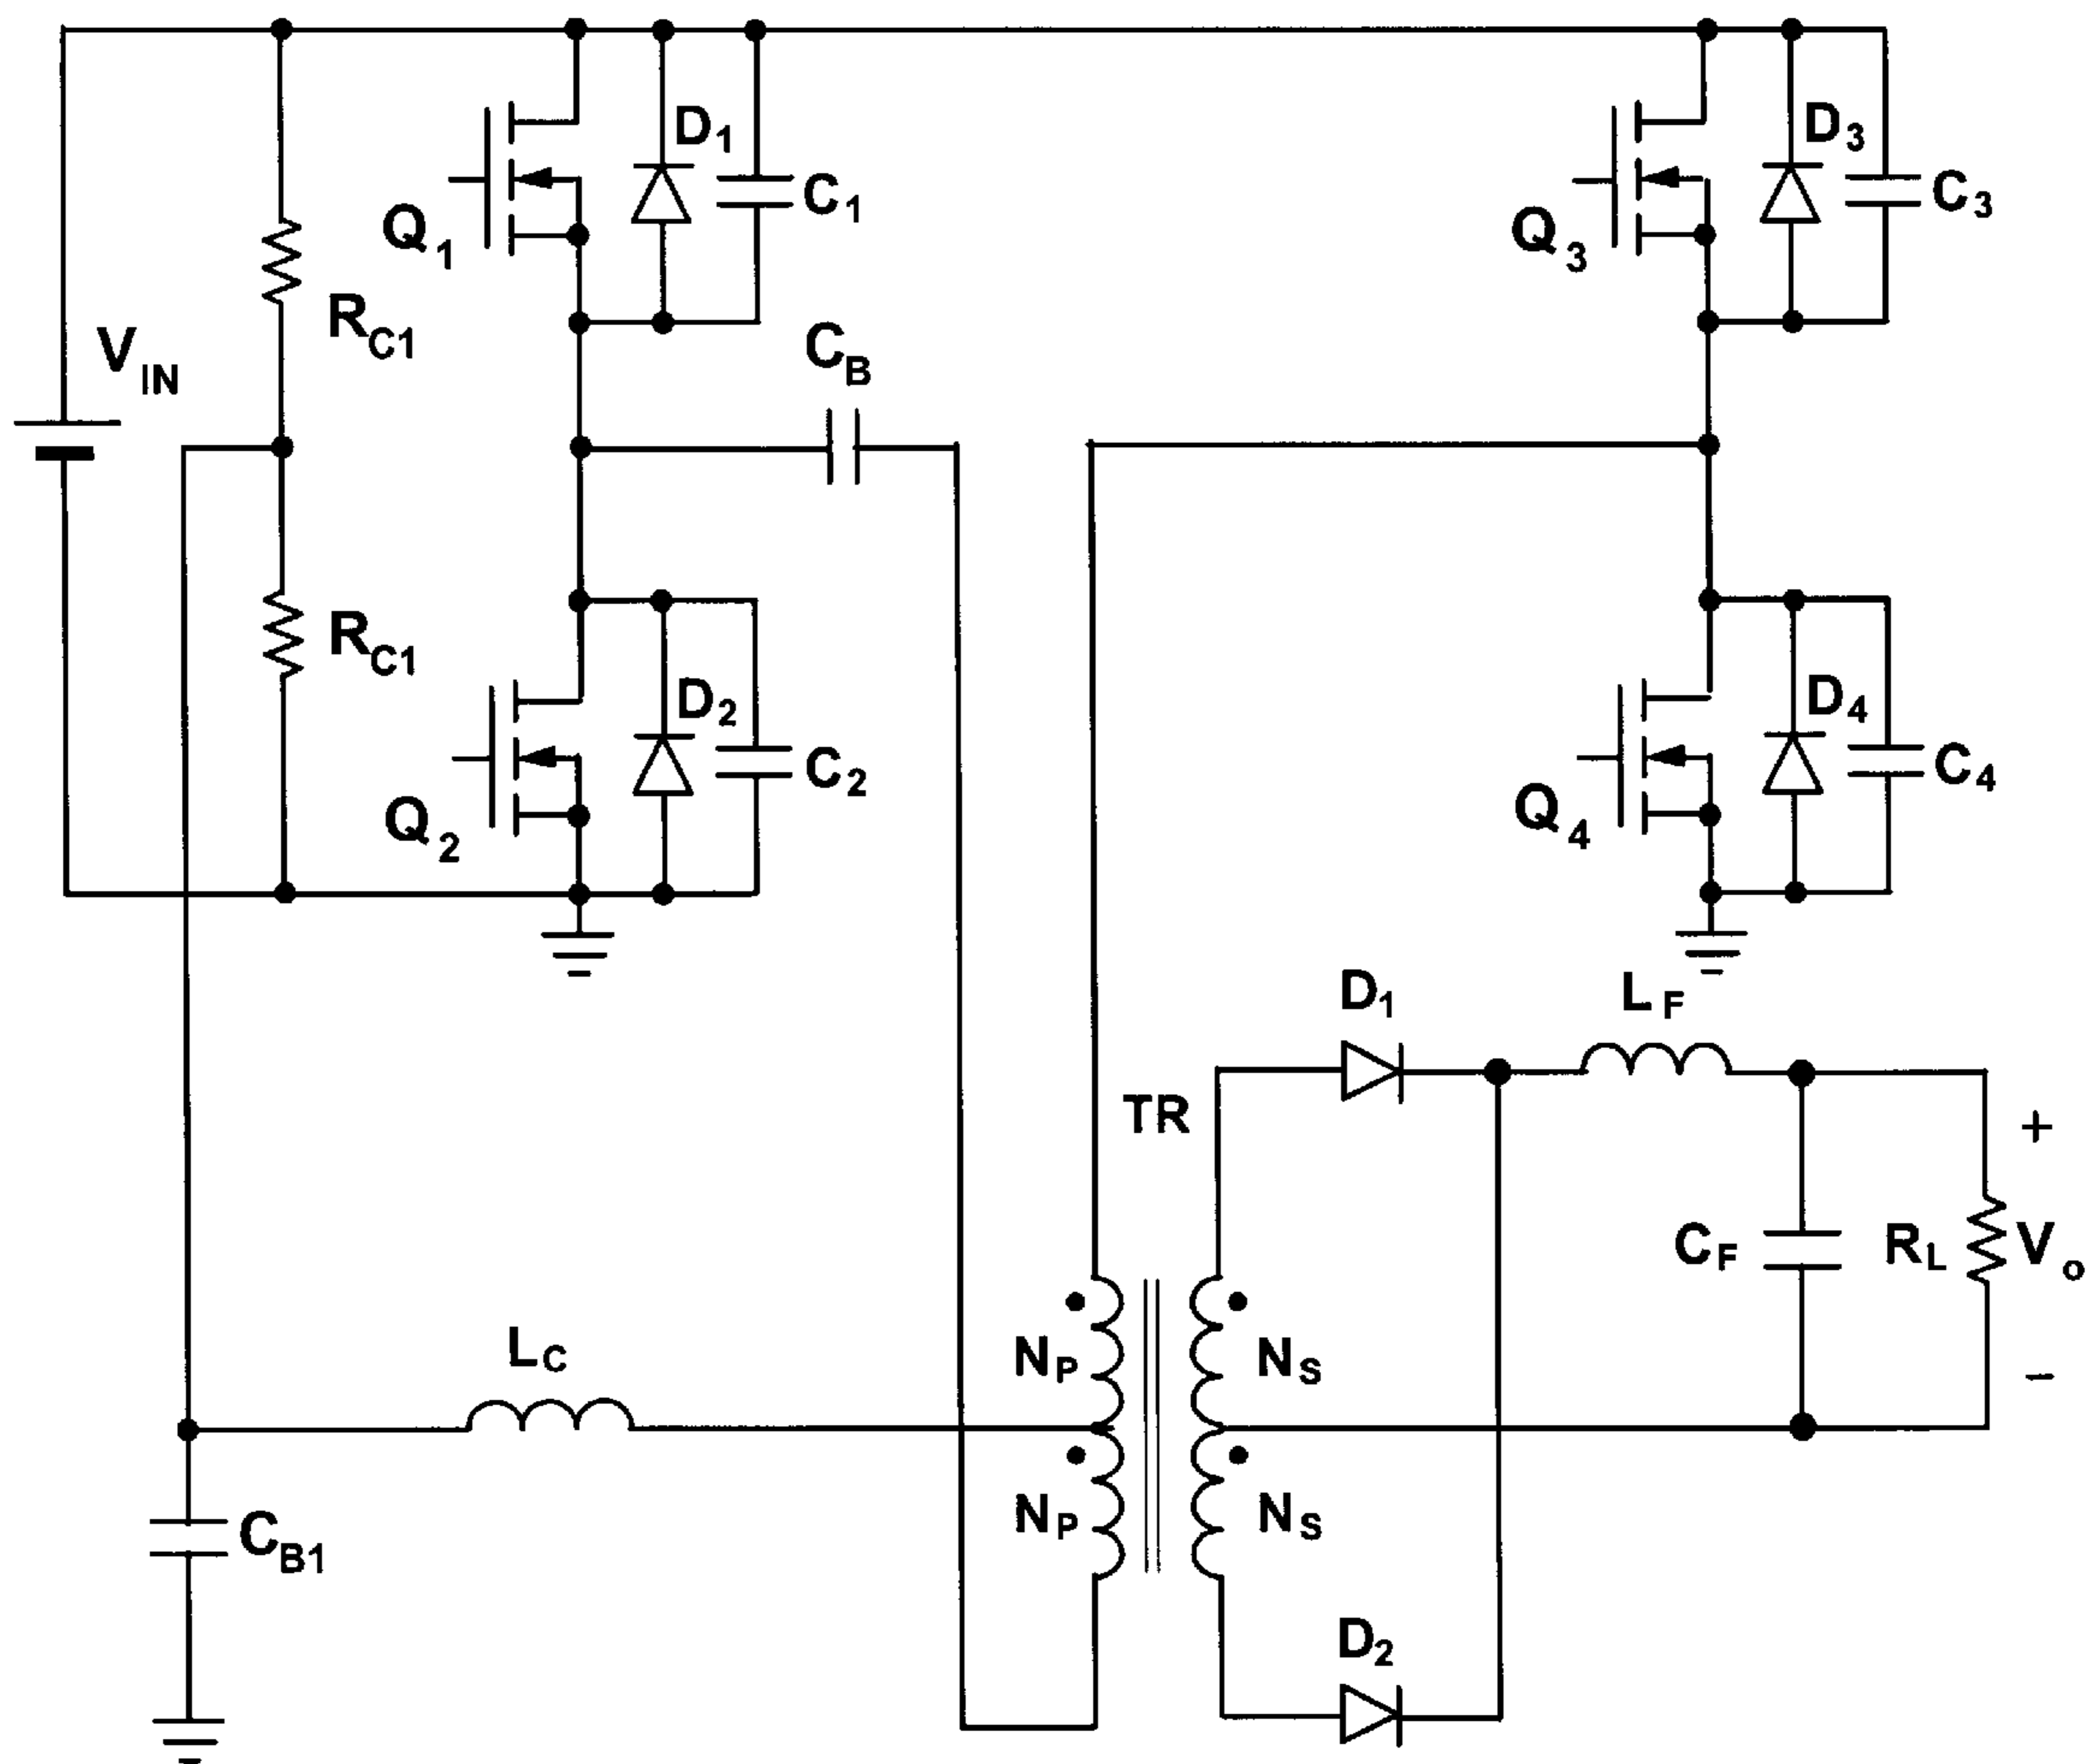 D1
C1
Q1
D3
C3
Q3
RC1
VIN
CB
RC1
D2
C2
Q2
D4
C4
Q4
D1
LF
TR
+
CF
RL
Vo
LC
NP
NS
−
NP
NS
CB1
D2